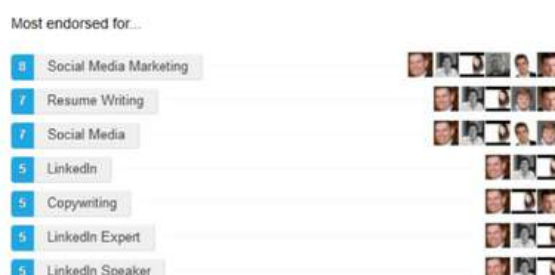 Most endorsed for...
8 Social Media Marketing
7 Resume Writing
7 Social Media
5 LinkedIn
5 Copywriting
5 LinkedIn Expert
5 LinkedIn Speaker